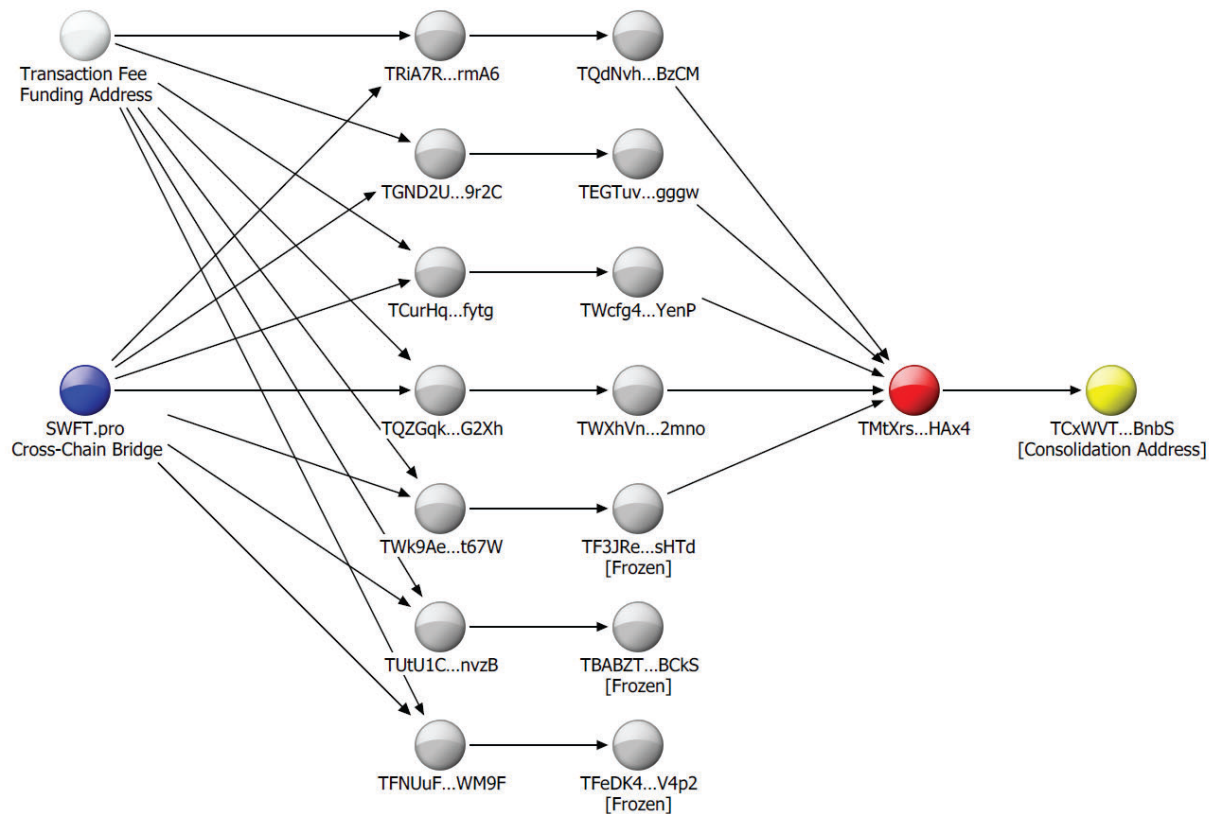 Transaction Fee
Funding Address
TRiA7R...rmA6
TQdNvh...BzCM
TGND2U...9r2C
TEGTuv...gggw
TCurHq...fytg
TWcfg4...YenP
SWFT.pro
Cross-Chain Bridge
TQZGqk...G2Xh
TWXhVn...2mno
TMtXrs...HAx4
TCxWVT...BnbS
[Consolidation Address]
TWk9Ae...t67W
TF3JRe...sHTd
[Frozen]
TUtU1C...nvzB
TBABZT...BCkS
[Frozen]
TFNUuF...WM9F
TFeDK4...V4p2
[Frozen]